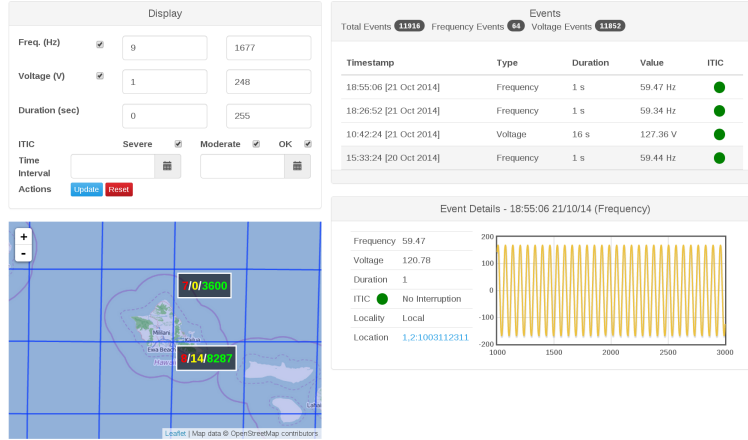 Display
Freq. (Hz) 9 1677
Voltage (V) 1 248
Duration (sec) 0 255
ITIC Severe Moderate OK
Time
Interval
Actions Update Reset
+
-
7/0/3600
Mililani
Kailua
Ewa Beach
/14/8287
Leaflet | Map data © OpenStreetMap contributors
Events
Total Events 11916 Frequency Events 64 Voltage Events 11852
Timestamp Type Duration Value ITIC
18:55:06 [21 Oct 2014] Frequency 1 s 59.47 Hz
18:26:52 [21 Oct 2014] Frequency 1 s 59.34 Hz
10:42:24 [21 Oct 2014] Voltage 16 s 127.36 V
15:33:24 [20 Oct 2014] Frequency 1 s 59.44 Hz
Event Details - 18:55:06 21/10/14 (Frequency)
Frequency 59.47
Voltage 120.78
Duration 1
ITIC No Interruption
Locality Local
Location 1,2:1003112311
200
100
0
-100
-200
1000 1500 2000 2500 3000